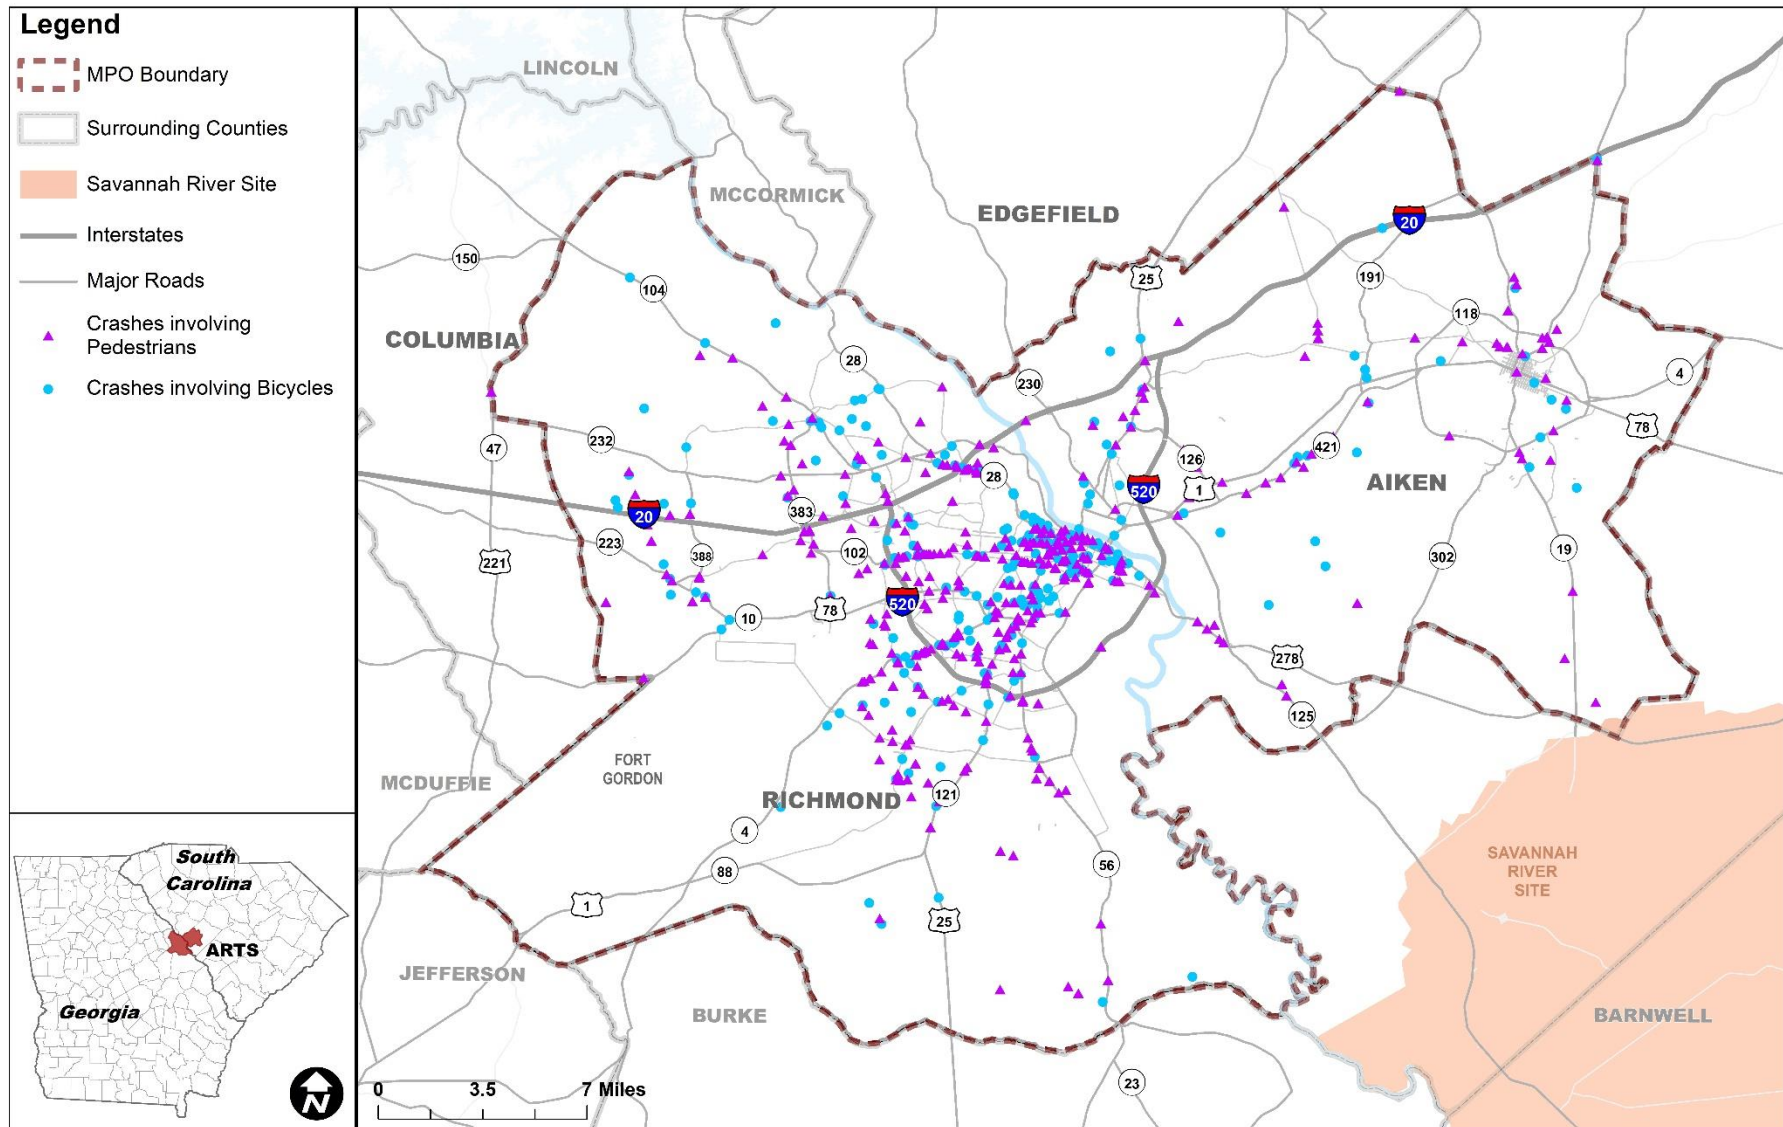 Legend
MPO Boundary
Surrounding Counties
Savannah River Site
Interstates
Major Roads
Crashes involving
Pedestrians
Crashes involving Bicycles
South
Carolina
ARTS
Georgia
N
LINCOLN
MCCORMICK
EDGEFIELD
20
150
25
191
104
118
COLUMBIA
28
230
4
78
232
47
421
126
28
AIKEN
520
1
383
20
223
102
388
302
19
221
520
78
10
278
125
FORT
GORDON
MCDUFFIE
121
RICHMOND
4
56
SAVANNAH
RIVER
SITE
88
1
25
JEFFERSON
BURKE
BARNWELL
23
0 3.5 7 Miles